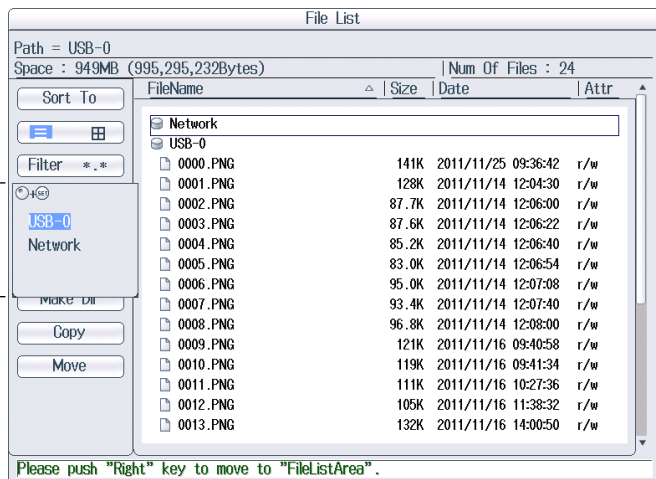 File List
Path = USB-0
Space : 949MB (995,295,232Bytes) Num Of Files : 24
Sort To
Filter *.*
SET
USB-0
Network
Make Dir
Copy
Move
FileName Size Date Attr
Network
USB-0
0000.PNG 141K 2011/11/25 09:36:42 r/w
0001.PNG 128K 2011/11/14 12:04:30 r/w
0002.PNG 87.7K 2011/11/14 12:06:00 r/w
0003.PNG 87.6K 2011/11/14 12:06:22 r/w
0004.PNG 85.2K 2011/11/14 12:06:40 r/w
0005.PNG 83.0K 2011/11/14 12:06:54 r/w
0006.PNG 95.0K 2011/11/14 12:07:08 r/w
0007.PNG 93.4K 2011/11/14 12:07:40 r/w
0008.PNG 96.8K 2011/11/14 12:08:00 r/w
0009.PNG 121K 2011/11/16 09:40:58 r/w
0010.PNG 119K 2011/11/16 09:41:34 r/w
0011.PNG 111K 2011/11/16 10:27:36 r/w
0012.PNG 105K 2011/11/16 11:38:32 r/w
0013.PNG 132K 2011/11/16 14:00:50 r/w
Please push "Right" key to move to "FileListArea".